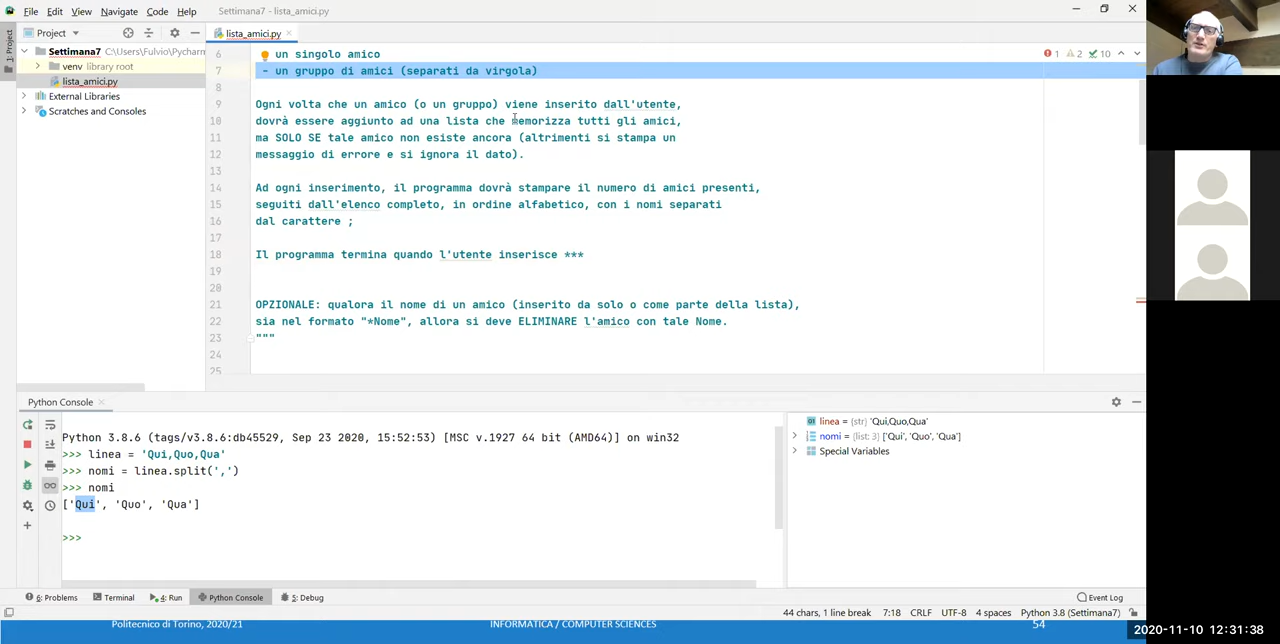 File Edit View Navigate Code Help Settimana7 - lista_amici.py
Project
lista_amici.py
1: Project
Settimana7 C:\Users\Fulvio\Pycharm
venv library root
lista_amici.py
External Libraries
Scratches and Consoles
1 2 10
6 un singolo amico
7 - un gruppo di amici (separati da virgola)
8
9 Ogni volta che un amico (o un gruppo) viene inserito dall'utente,
10 dovrà essere aggiunto ad una lista che memorizza tutti gli amici,
11 ma SOLO SE tale amico non esiste ancora (altrimenti si stampa un
12 messaggio di errore e si ignora il dato).
13
14 Ad ogni inserimento, il programma dovrà stampare il numero di amici presenti,
15 seguiti dall'elenco completo, in ordine alfabetico, con i nomi separati
16 dal carattere ;
17
18 Il programma termina quando l'utente inserisce ***
19
20
21 OPZIONALE: qualora il nome di un amico (inserito da solo o come parte della lista),
22 sia nel formato "*Nome", allora si deve ELIMINARE l'amico con tale Nome.
23 """
24
25
Python Console
Python 3.8.6 (tags/v3.8.6:db45529, Sep 23 2020, 15:52:53) [MSC v.1927 64 bit (AMD64)] on win32
>>> linea = 'Qui,Quo,Qua'
>>> nomi = linea.split(',')
>>> nomi
['Qui', 'Quo', 'Qua']
>>>
linea = {str} 'Qui,Quo,Qua'
nomi = {list: 3} ['Qui', 'Quo', 'Qua']
Special Variables
6: Problems Terminal 4: Run Python Console 5: Debug Event Log
44 chars, 1 line break 7:18 CRLF UTF-8 4 spaces Python 3.8 (Settimana7)
Politecnico di Torino, 2020/21 INFORMATICA / COMPUTER SCIENCES 54
2020-11-10 12:31:38